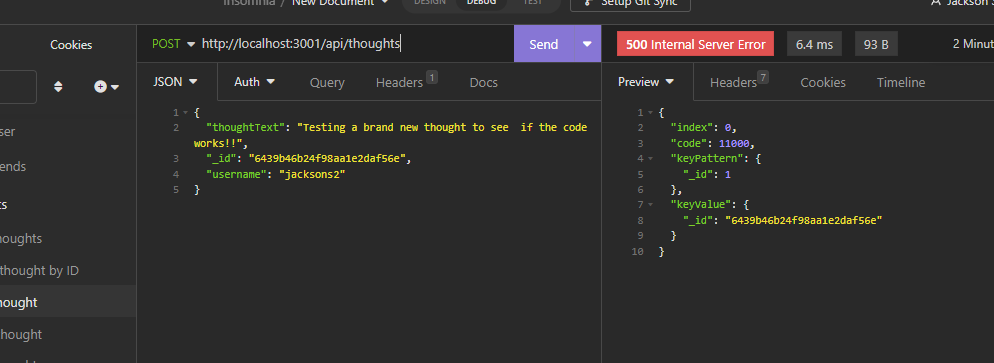 Insomnia / New Document
DESIGN DEBUG TEST
Setup Git Sync
Jackson S
Cookies
POST http://localhost:3001/api/thoughts
Send
500 Internal Server Error
6.4 ms
93 B
2 Minut
JSON
Auth
Query
Headers 1
Docs
Preview
Headers 7
Cookies
Timeline
ser
ends
ts
oughts
thought by ID
nought
hought
1 {
2 "thoughtText": "Testing a brand new thought to see  if the code
works!!",
3 "_id": "6439b46b24f98aa1e2daf56e",
4 "username": "jacksons2"
5 }
1 {
2 "index": 0,
3 "code": 11000,
4 "keyPattern": {
5 "_id": 1
6 },
7 "keyValue": {
8 "_id": "6439b46b24f98aa1e2daf56e"
9 }
10 }